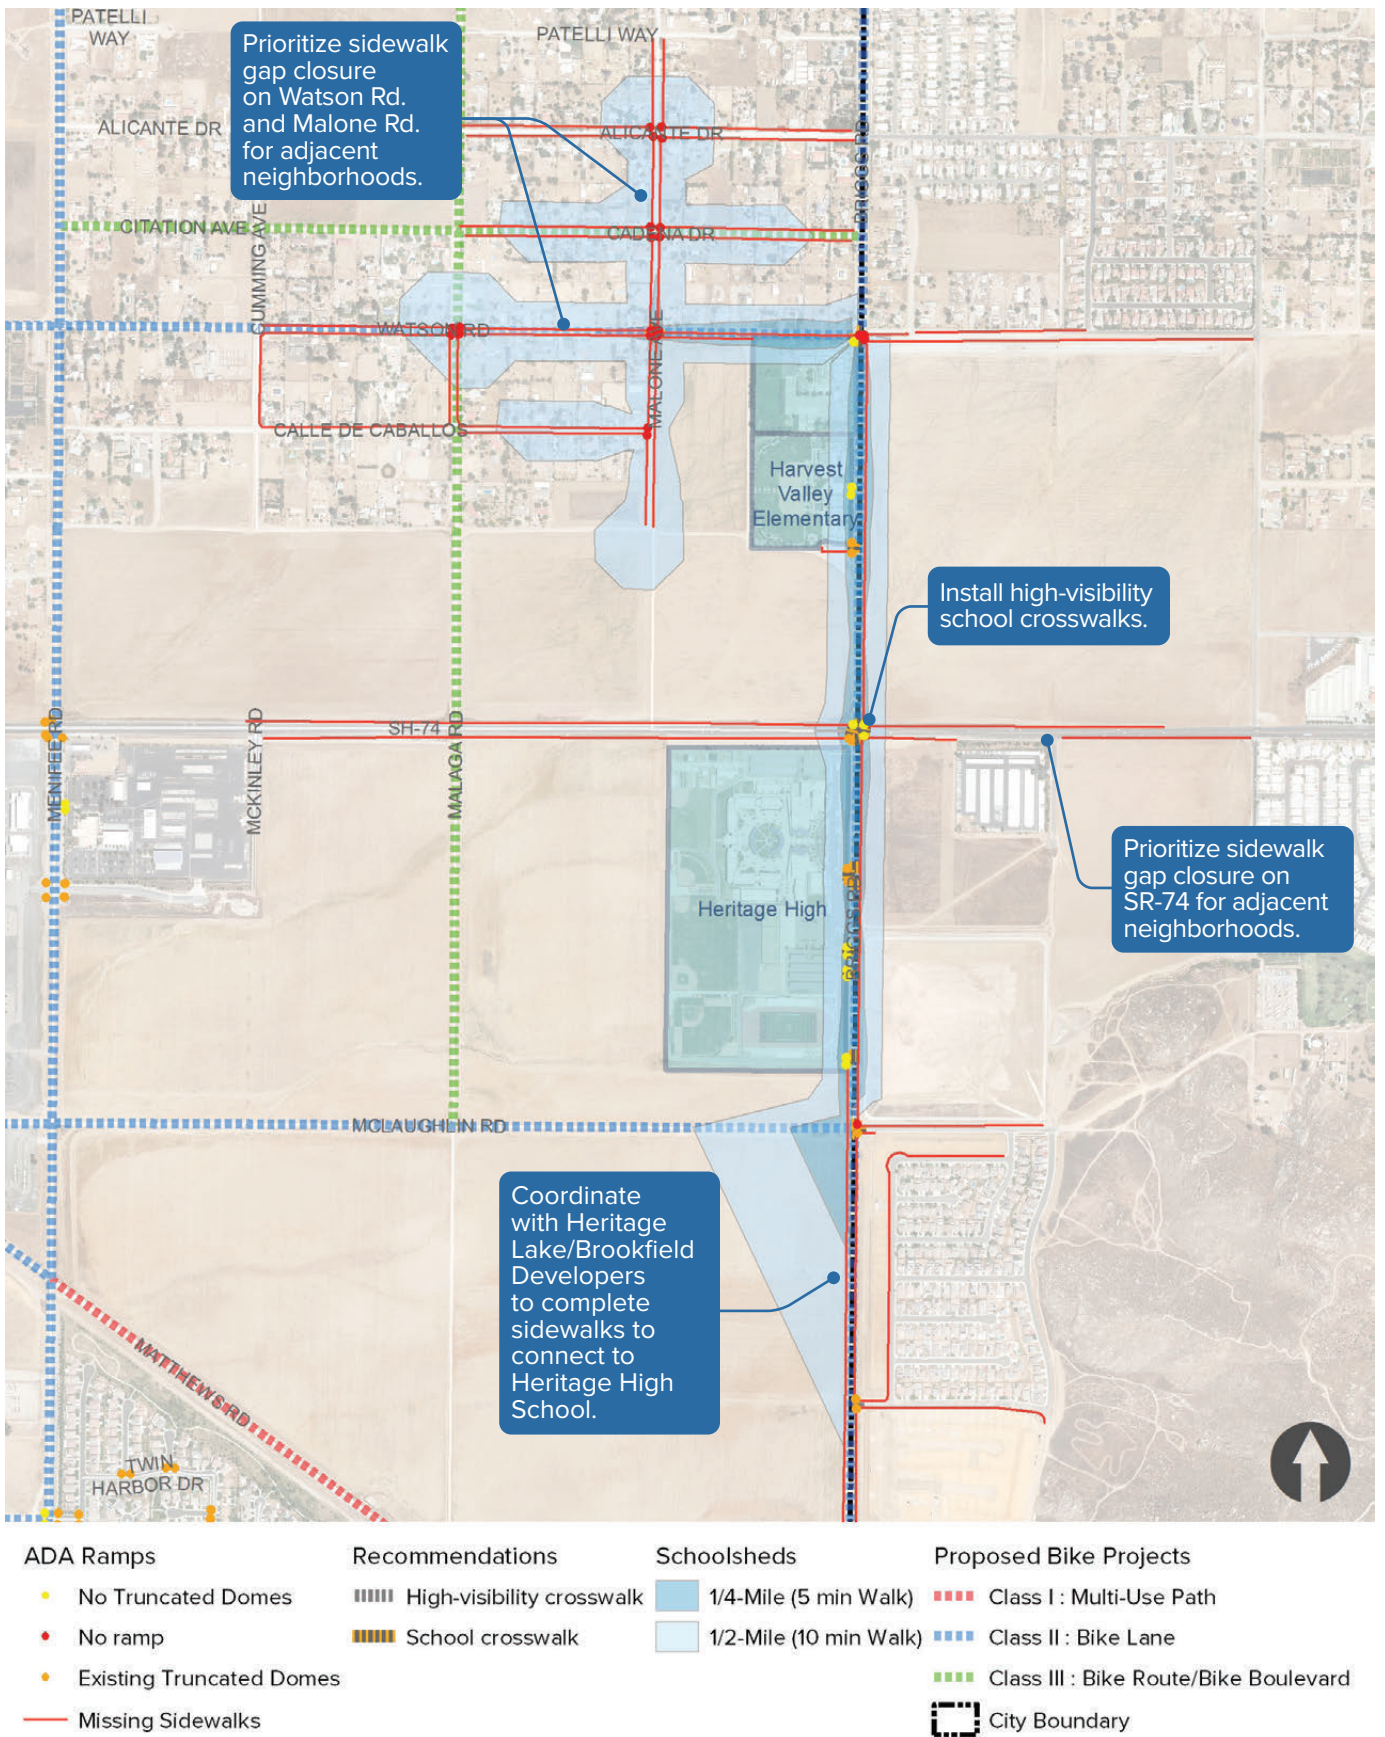 PATELLI
WAY
Prioritize sidewalk
gap closure
on Watson Rd.
and Malone Rd.
for adjacent
neighborhoods.
PATELLI WAY
ALICANTE DR
ALICANTE DR
BRIGGS RD
CITATION AVE
CUMMING AVE
CADENA DR
WATSON RD
MALONE AVE
CALLE DE CABALLOS
Harvest
Valley
Elementary
Install high-visibility
school crosswalks.
MENIFEE RD
MCKINLEY RD
SH-74
MALAGA RD
Prioritize sidewalk
gap closure on
SR-74 for adjacent
neighborhoods.
Heritage High
BRIGGS RD
MCLAUGHLIN RD
Coordinate
with Heritage
Lake/Brookfield
Developers
to complete
sidewalks to
connect to
Heritage High
School.
MATTHEWS RD
TWIN
HARBOR DR
ADA Ramps
No Truncated Domes
No ramp
Existing Truncated Domes
Missing Sidewalks
Recommendations
High-visibility crosswalk
School crosswalk
Schoolsheds
1/4-Mile (5 min Walk)
1/2-Mile (10 min Walk)
Proposed Bike Projects
Class I : Multi-Use Path
Class II : Bike Lane
Class III : Bike Route/Bike Boulevard
City Boundary